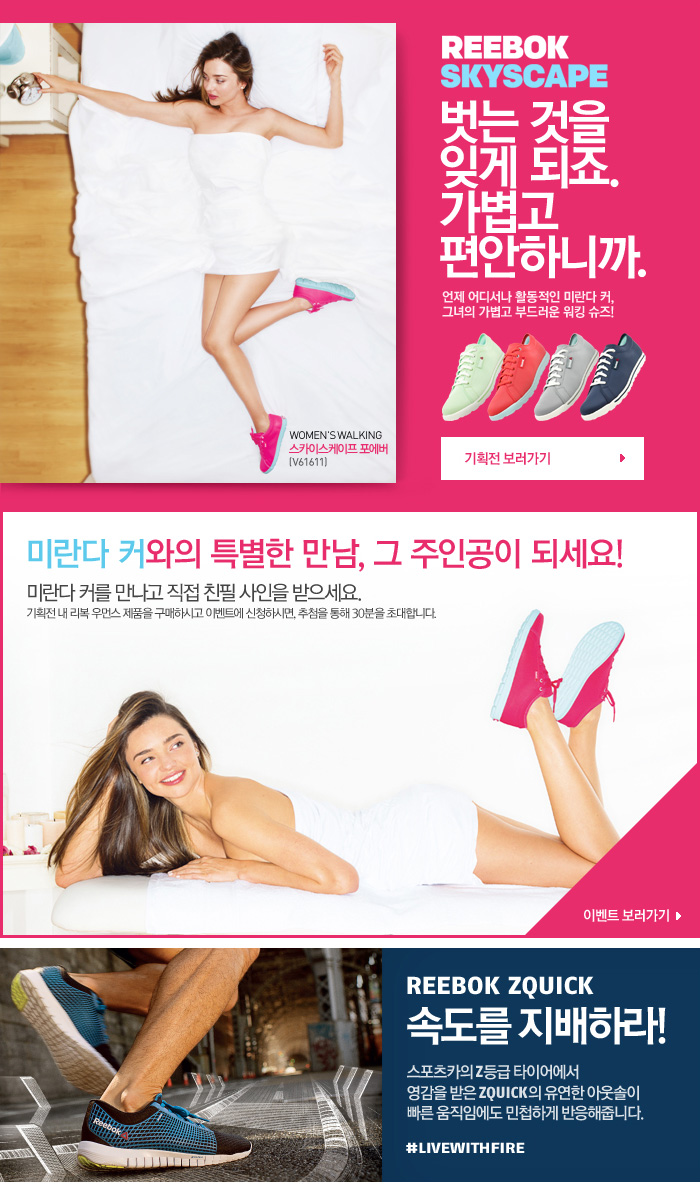 REEBOK
SKYSCAPE
벗는 것을
잊게 되죠.
가볍고
편안하니까.
언제 어디서나 활동적인 미란다 커,
그녀의 가볍고 부드러운 워킹 슈즈!
기획전 보러가기
WOMEN'S WALKING
스카이스케이프 포에버
(V61611)
미란다 커와의 특별한 만남, 그 주인공이 되세요!
미란다 커를 만나고 직접 친필 사인을 받으세요.
기획전 내 리복 우먼스 제품을 구매하시고 이벤트에 신청하시면, 추첨을 통해 30분을 초대합니다.
이벤트 보러가기
REEBOK ZQUICK
속도를 지배하라!
스포츠카의 Z등급 타이어에서
영감을 받은 ZQUICK의 유연한 아웃솔이
빠른 움직임에도 민첩하게 반응해줍니다.
#LIVEWITHFIRE
Reebok